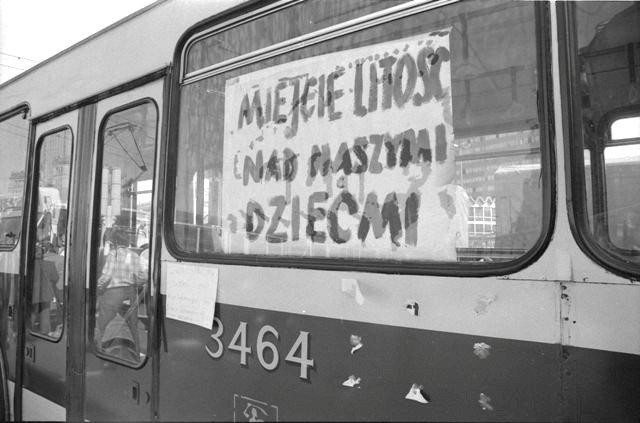 MIEJCIE LITOŚĆ
NAD NASZYMI
DZIEĆMI
3464